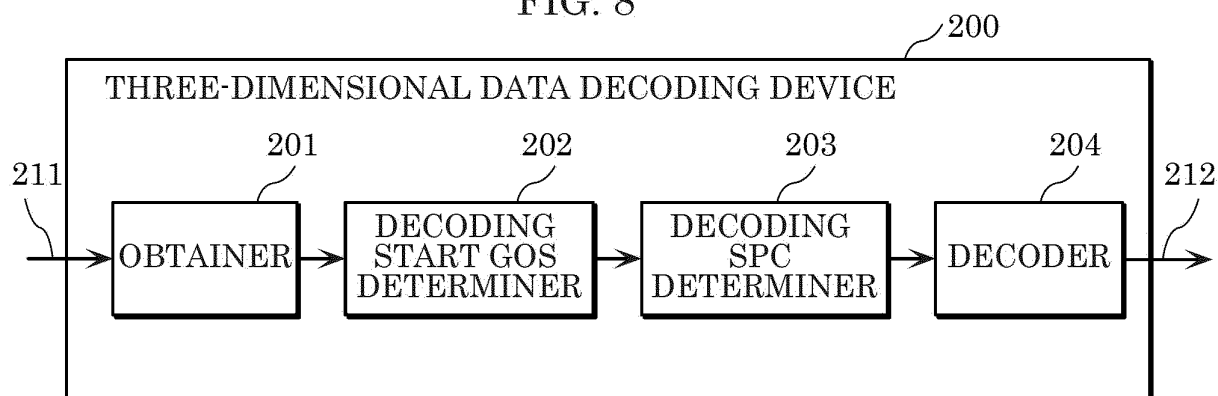 FIG. 8
200
THREE-DIMENSIONAL DATA DECODING DEVICE
201
202
203
204
211
212
OBTAINER
DECODING
START GOS
DETERMINER
DECODING
SPC
DETERMINER
DECODER